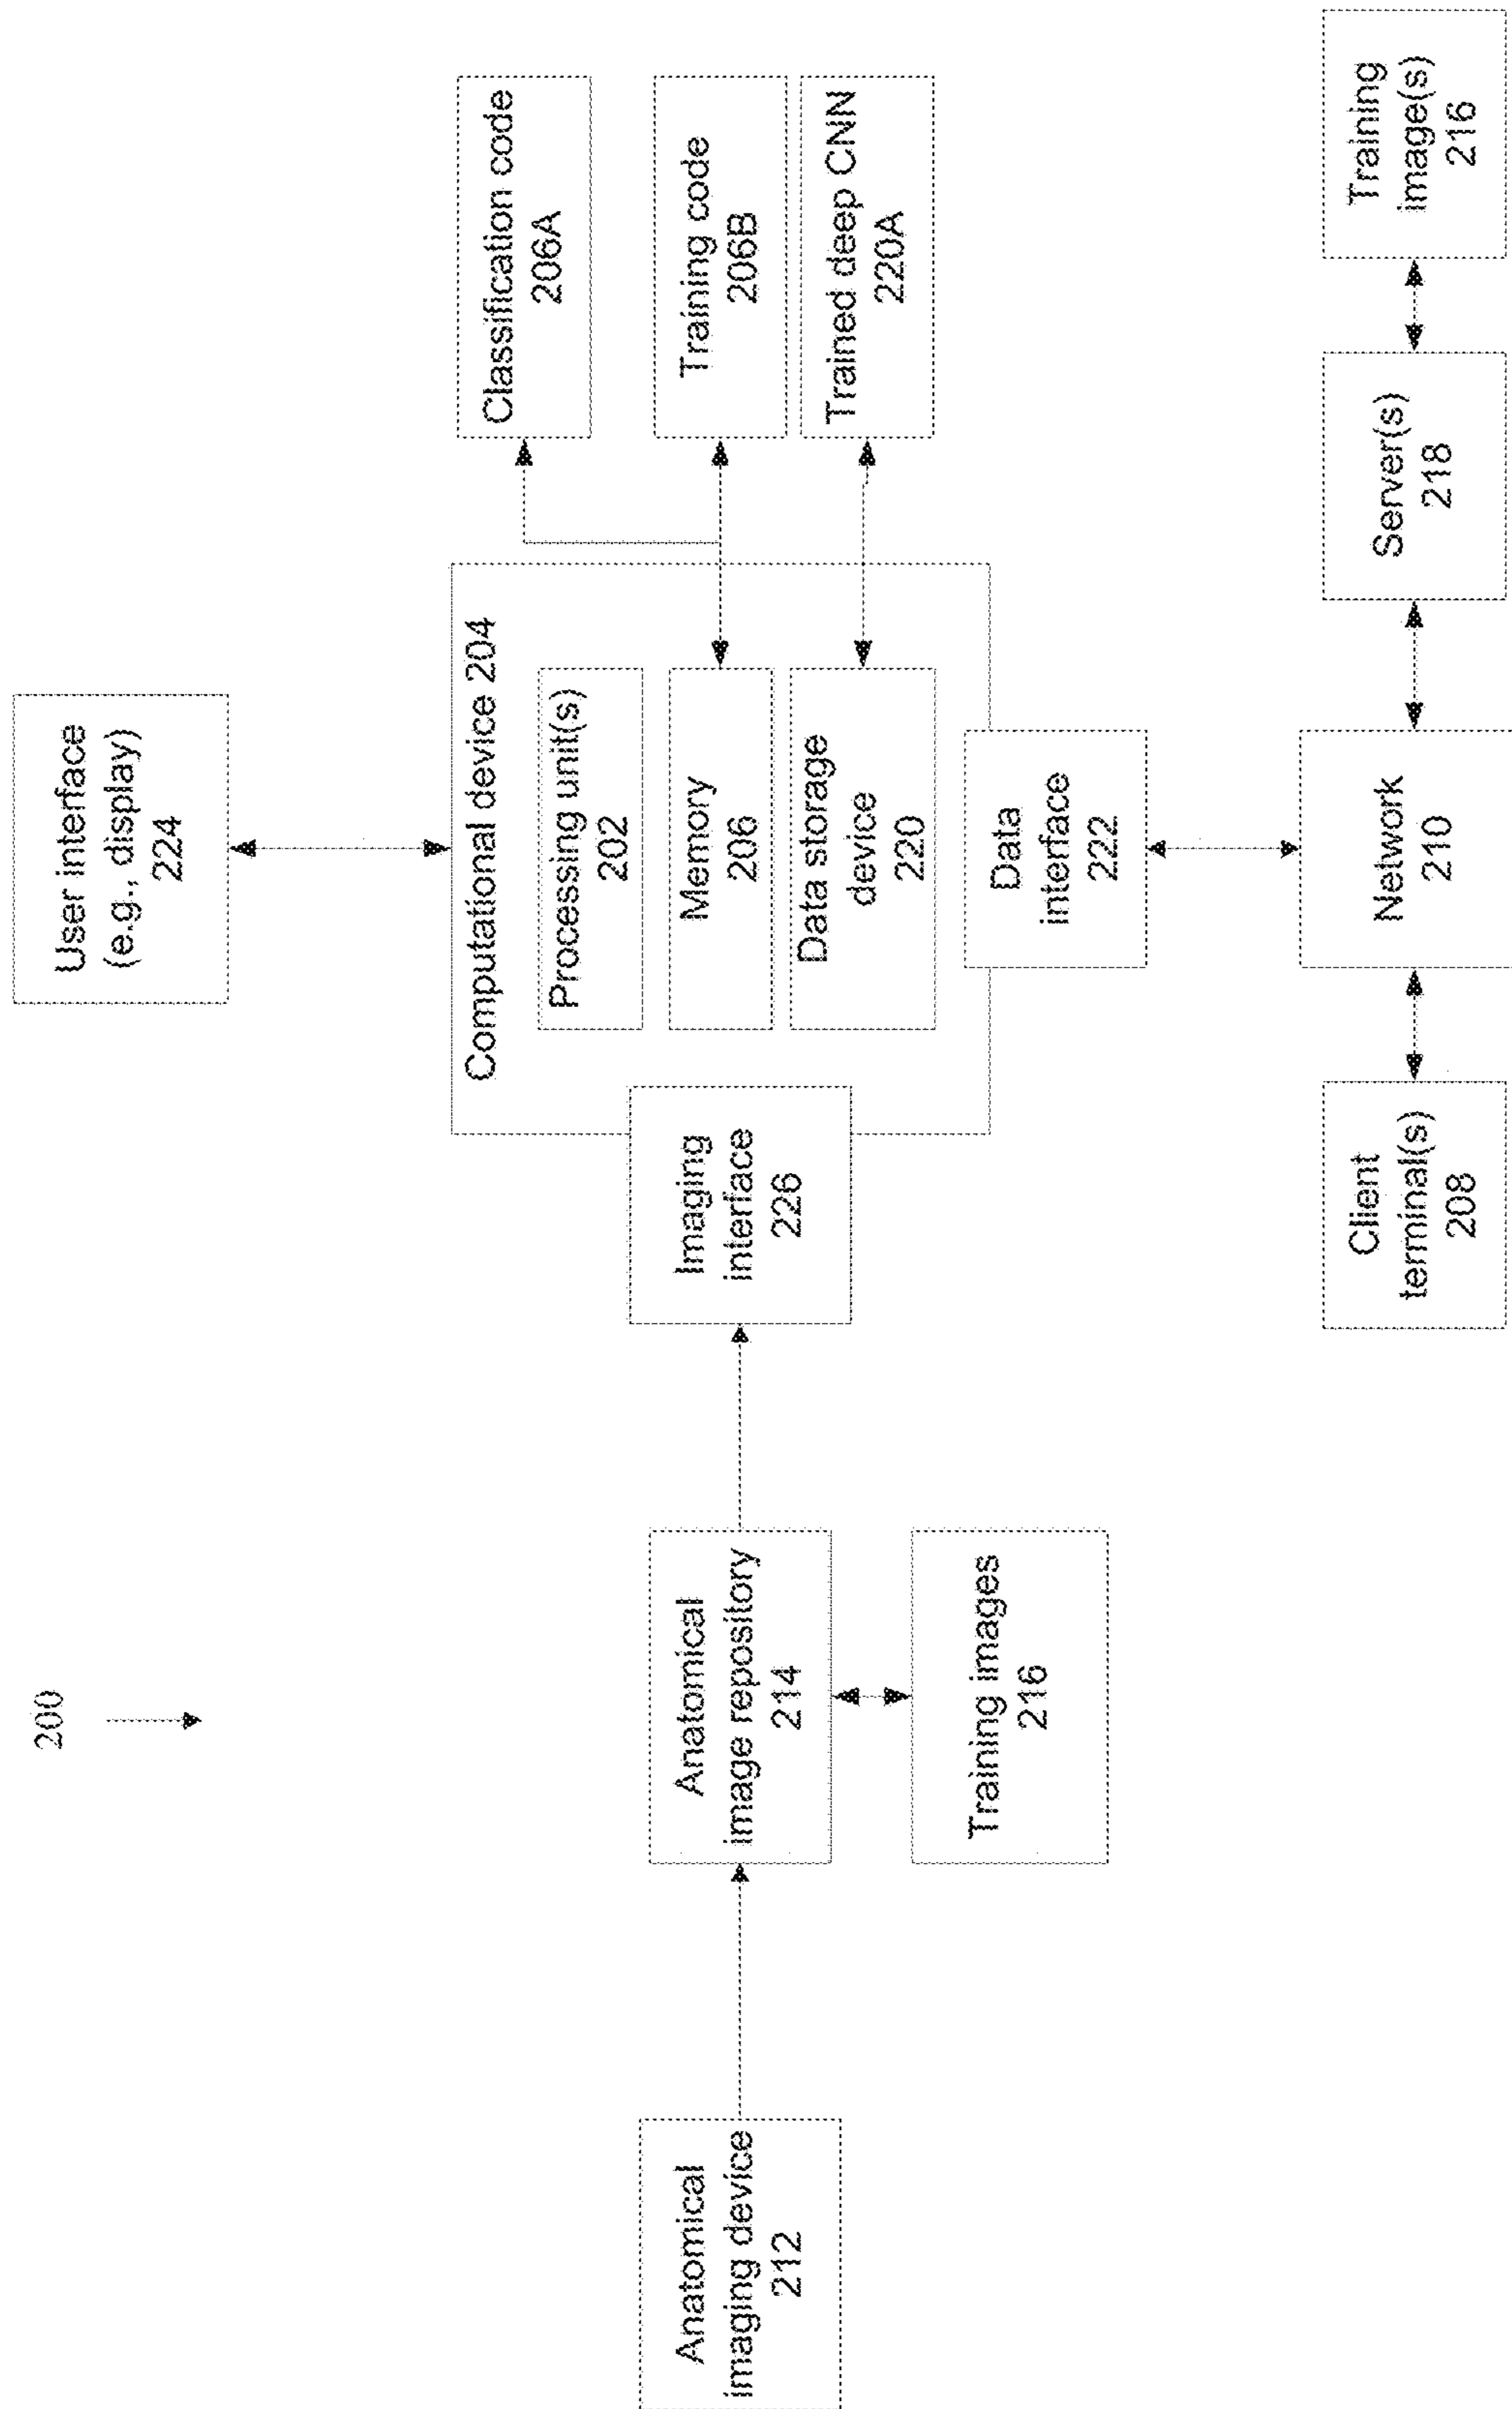 200
User interface
(e.g., display)
224
Computational device 204
Processing unit(s)
202
Memory
206
Data storage
device
220
Classification code
206A
Training code
206B
Trained deep CNN
220A
Anatomical
imaging device
212
Anatomical
image repository
214
Training images
216
Imaging
interface
226
Data
interface
222
Client
terminal(s)
208
Network
210
Server(s)
218
Training
image(s)
216